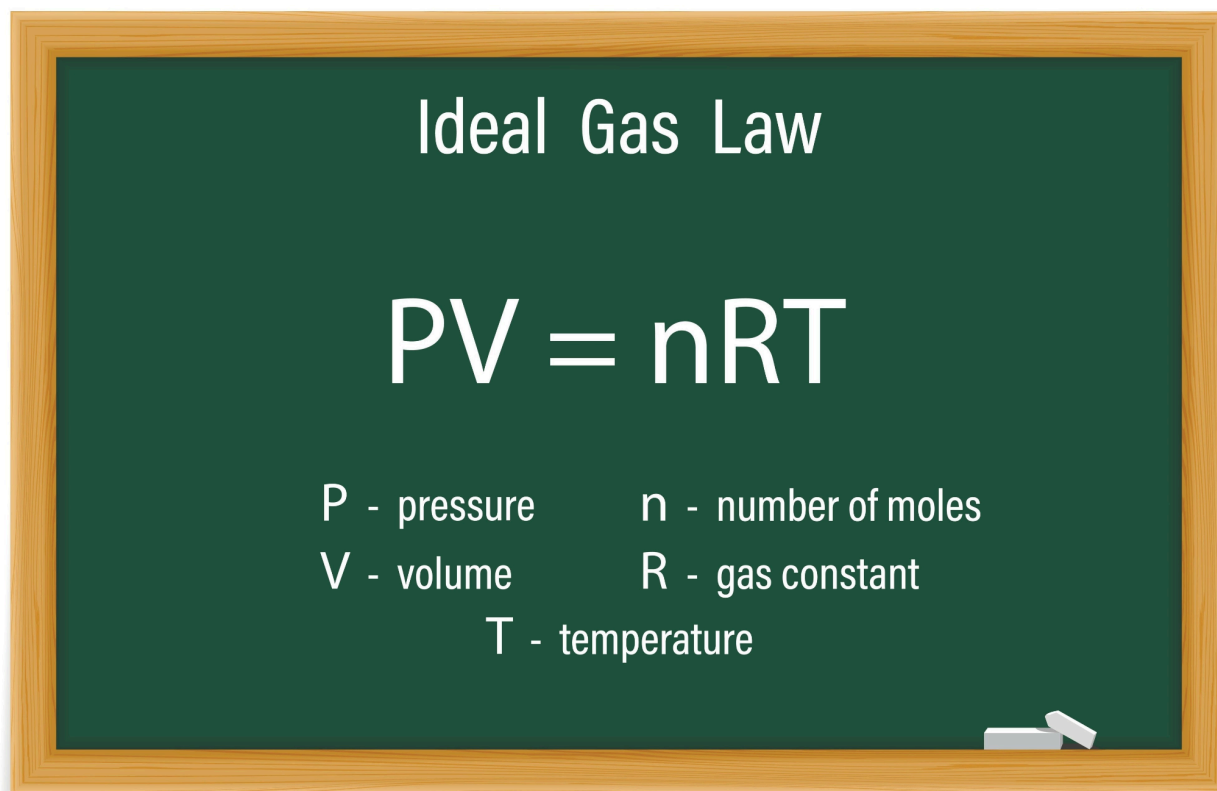 Ideal Gas Law
PV = nRT
P - pressure n - number of moles
V - volume R - gas constant
T - temperature